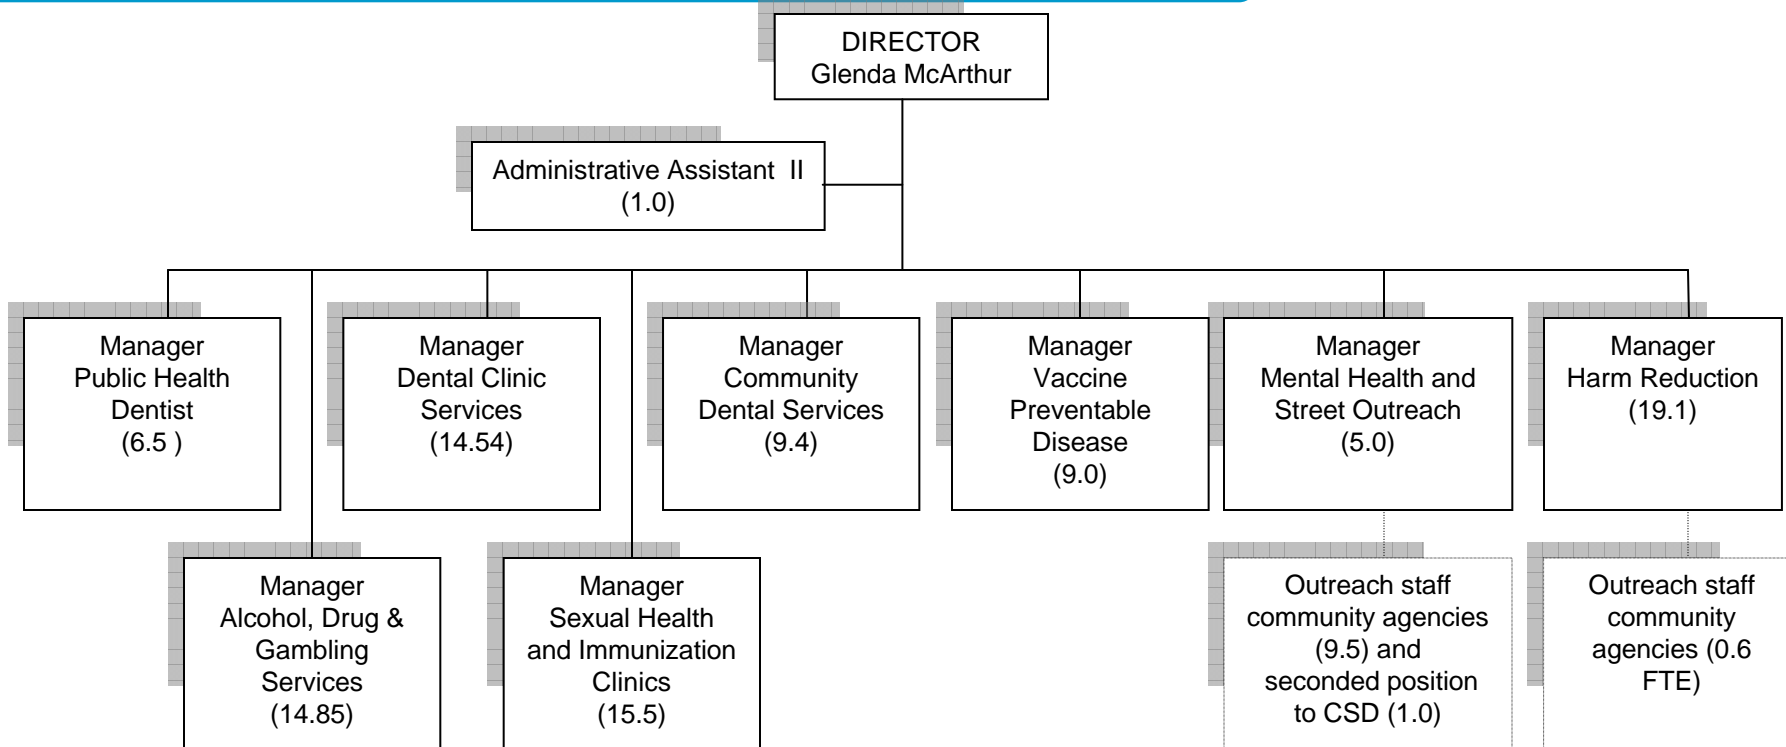 DIRECTOR
Glenda McArthur
Administrative Assistant II
(1.0)
Manager
Public Health
Dentist
(6.5 )
Manager
Dental Clinic
Services
(14.54)
Manager
Community
Dental Services
(9.4)
Manager
Vaccine
Preventable
Disease
(9.0)
Manager
Mental Health and
Street Outreach
(5.0)
Manager
Harm Reduction
(19.1)
Manager
Alcohol, Drug &
Gambling
Services
(14.85)
Manager
Sexual Health
and Immunization
Clinics
(15.5)
Outreach staff
community agencies
(9.5) and
seconded position
to CSD (1.0)
Outreach staff
community
agencies (0.6
FTE)